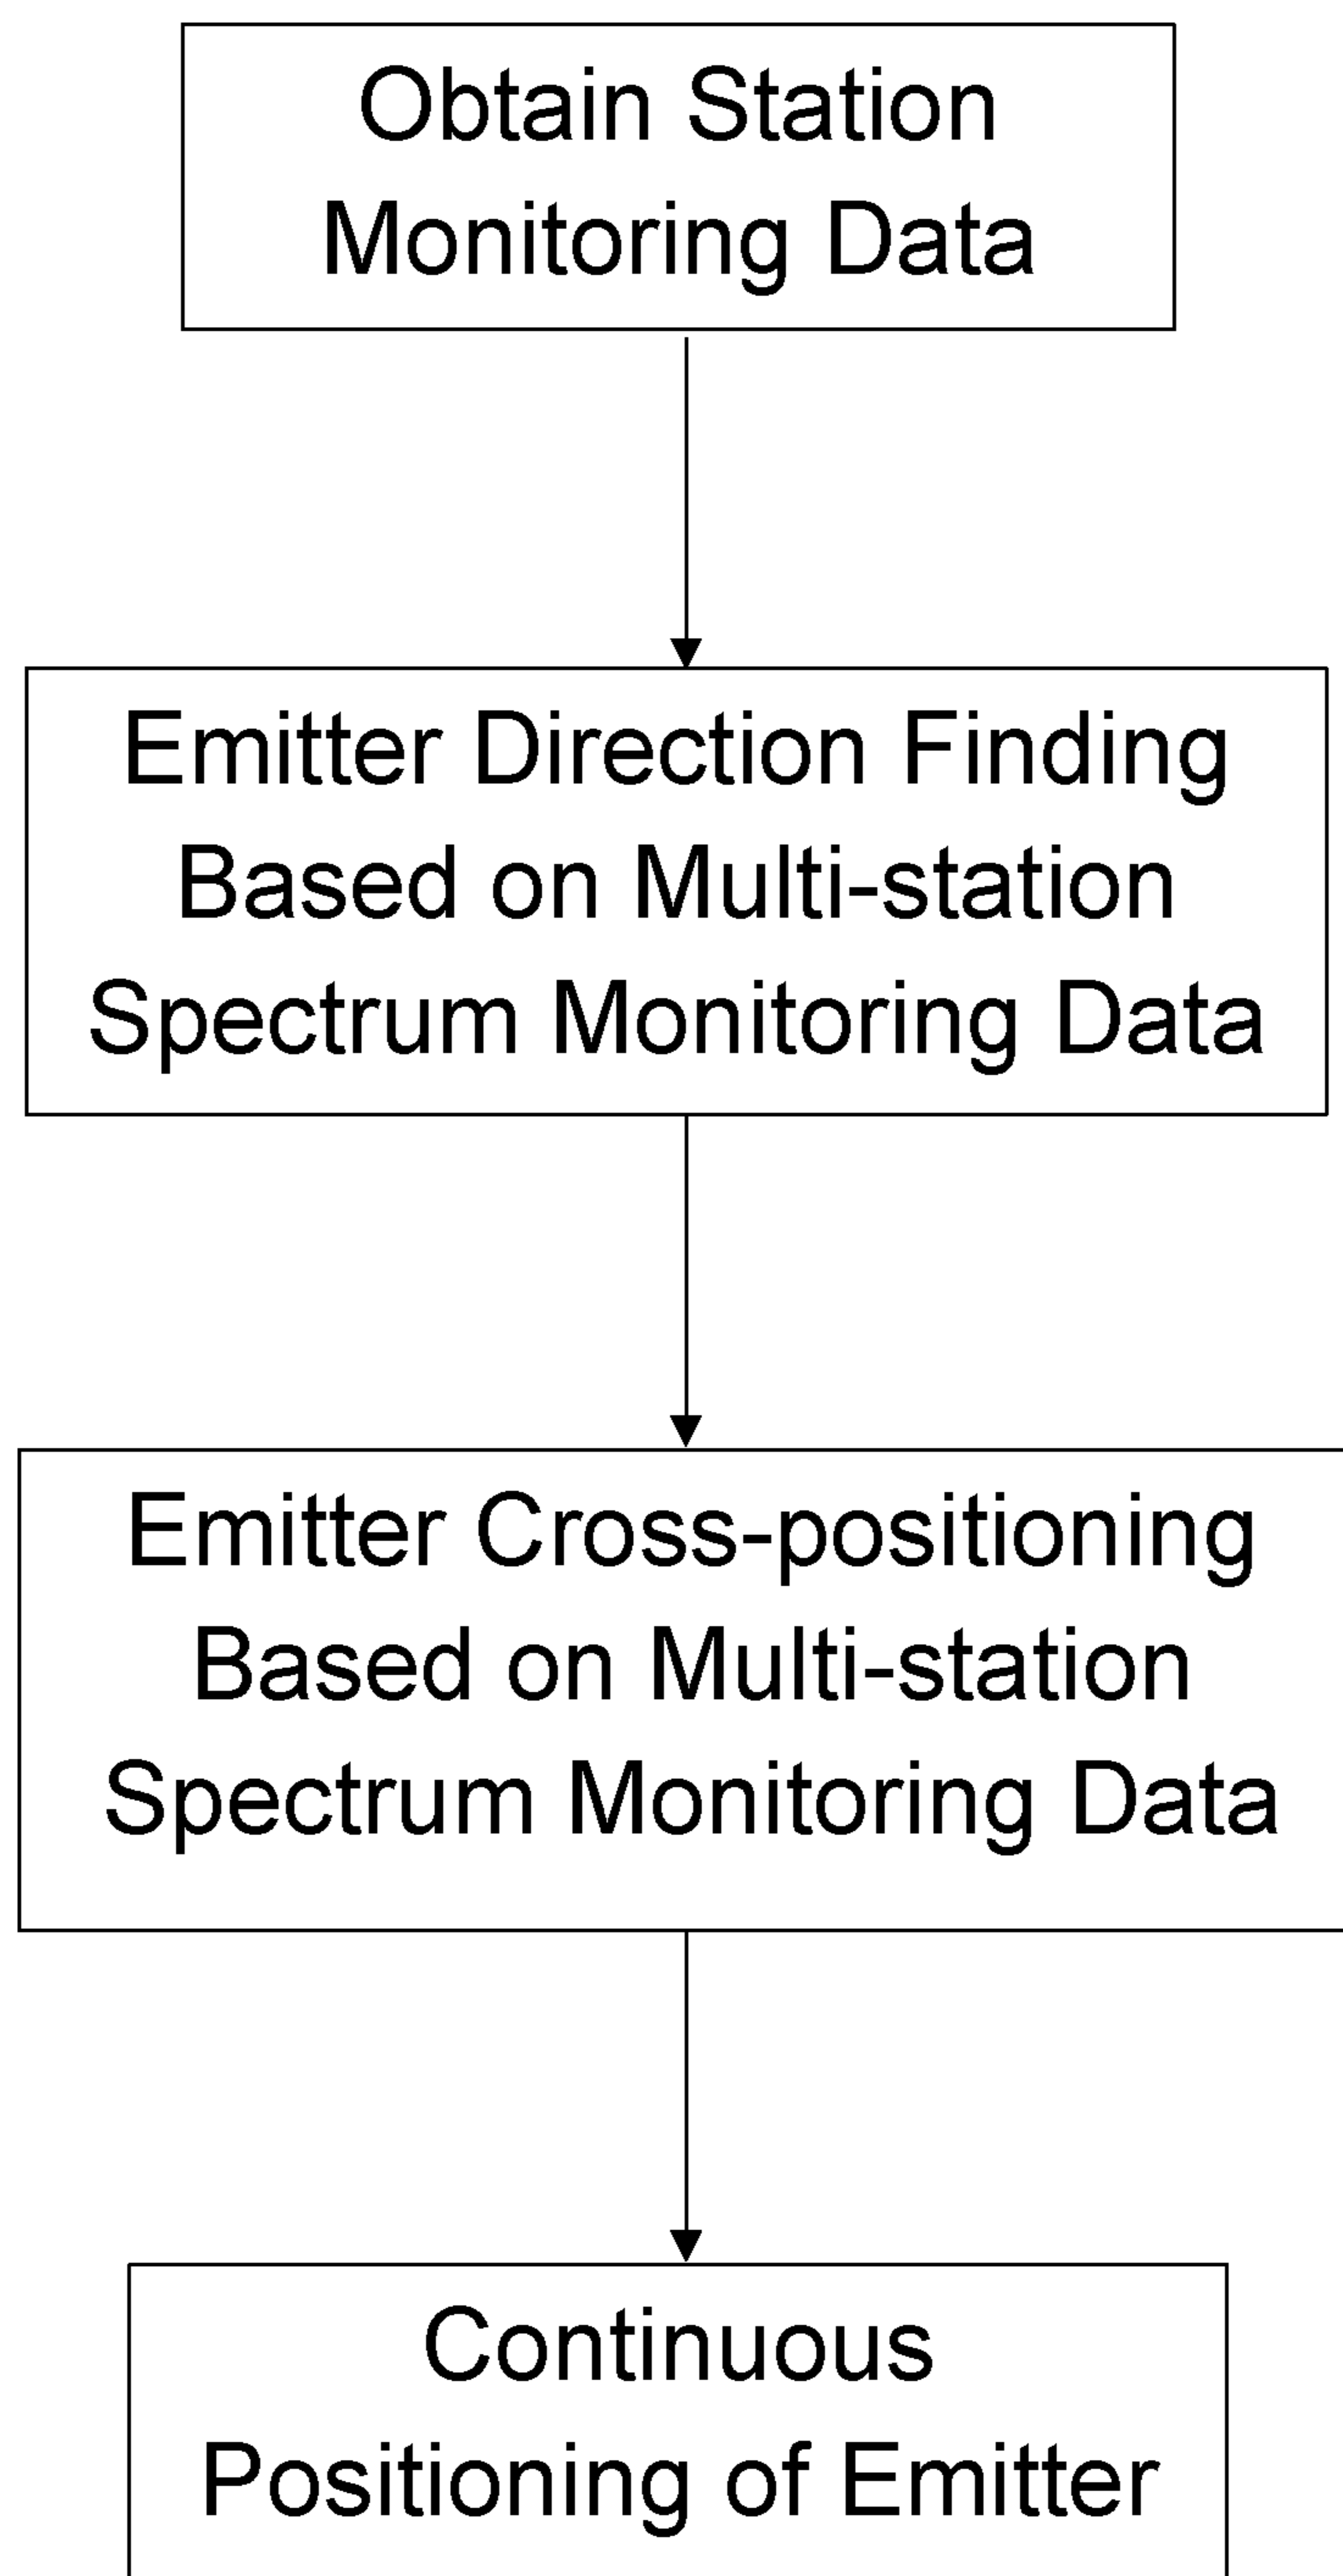 Obtain Station
Monitoring Data
Emitter Direction Finding
Based on Multi-station
Spectrum Monitoring Data
Emitter Cross-positioning
Based on Multi-station
Spectrum Monitoring Data
Continuous
Positioning of Emitter